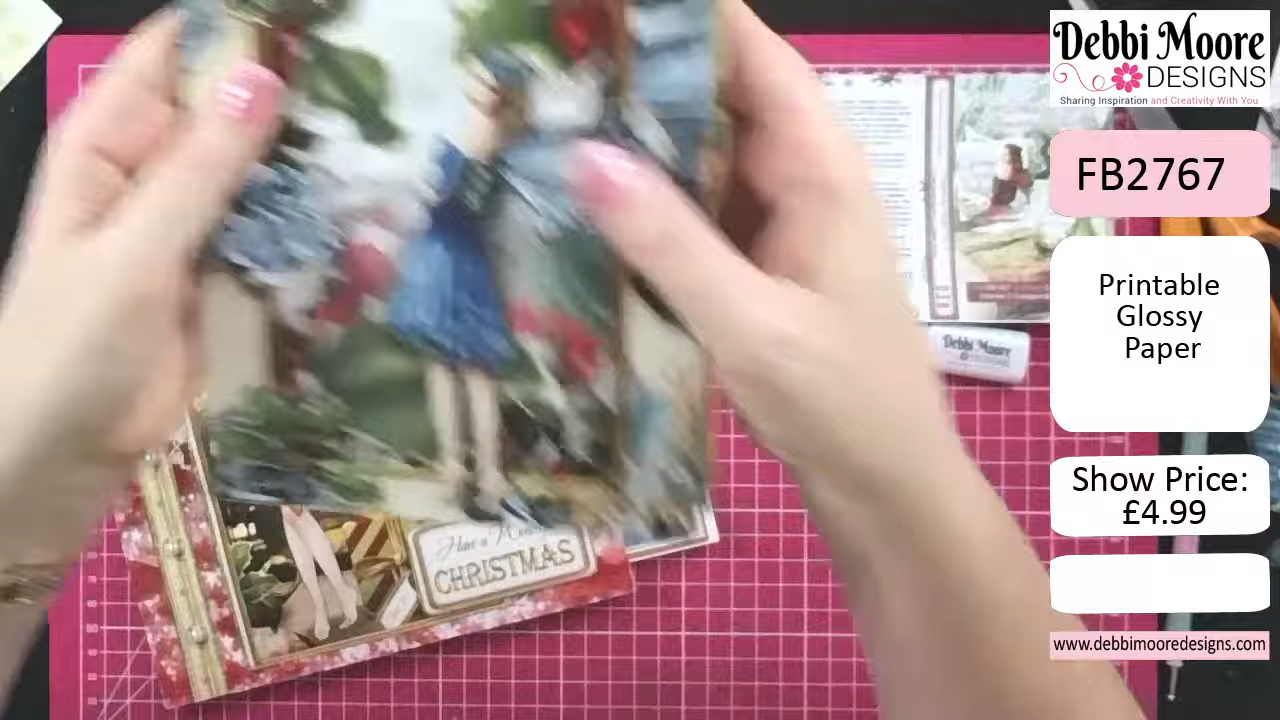 Debbi Moore
DESIGNS
Sharing Inspiration and Creativity With You
FB2767
Printable
Glossy
Paper
Show Price:
£4.99
www.debbimooredesigns.com
Debbi Moore
Have a
CHRISTMAS